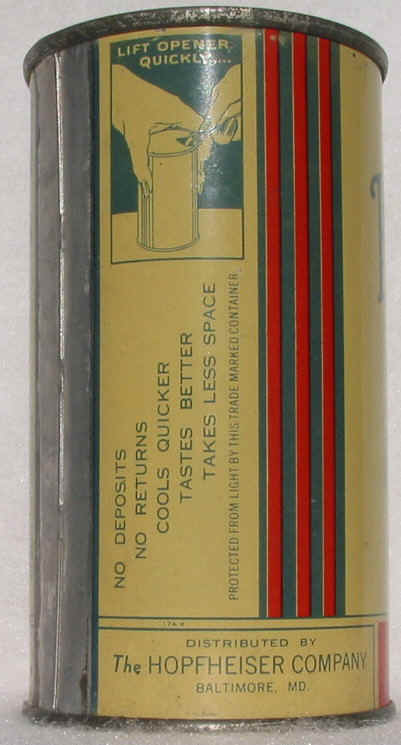 LIFT OPENER
QUICKLY....
NO DEPOSITS
NO RETURNS
COOLS QUICKER
TASTES BETTER
TAKES LESS SPACE
PROTECTED FROM LIGHT BY THIS TRADE MARKED CONTAINER
DISTRIBUTED BY
The HOPFHEISER COMPANY
BALTIMORE, MD.